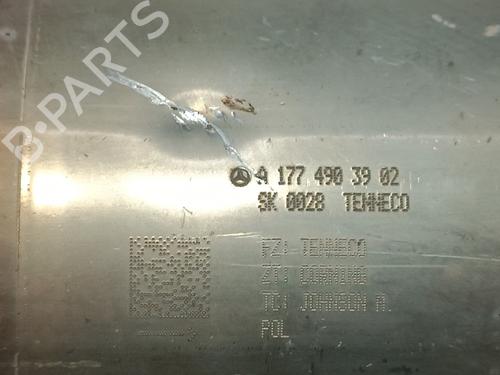 B-PARTS
A 177 490 39 02
SK 0028 TENNECO
FZ: TENNECO
ZT: CORNING
TC: JOHNSON M.
POL